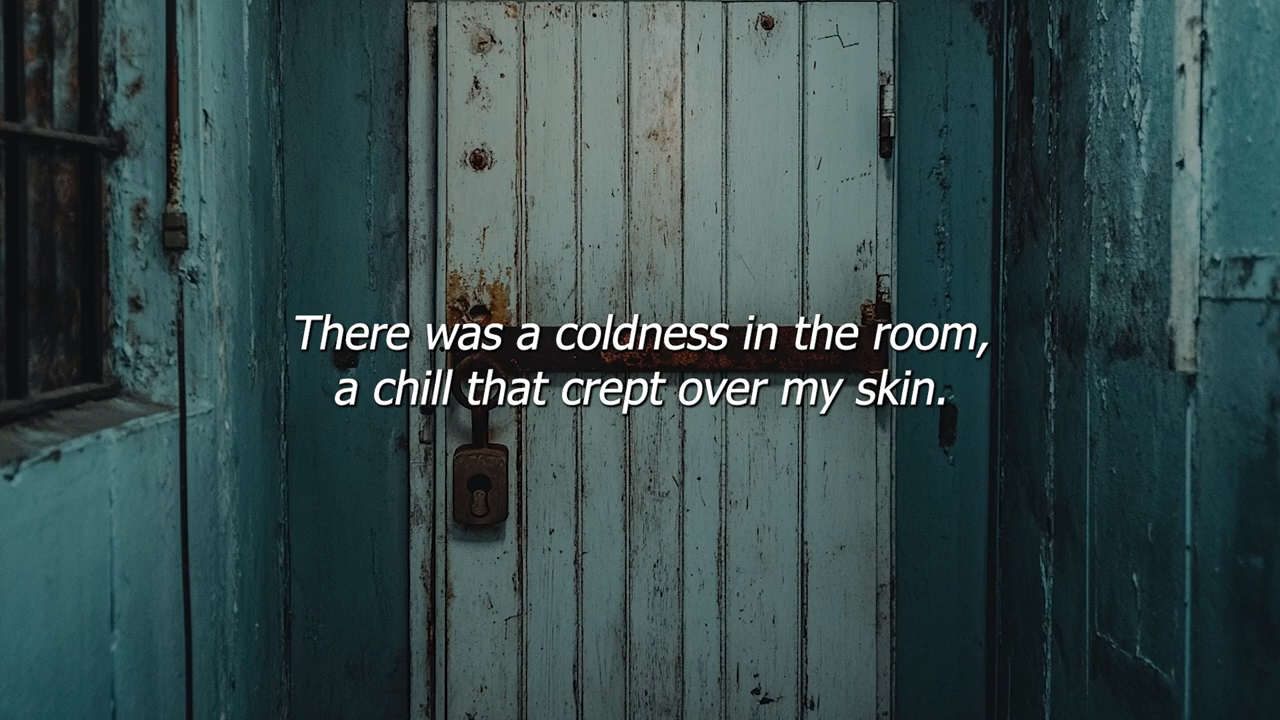 There was a coldness in the room,
a chill that crept over my skin.